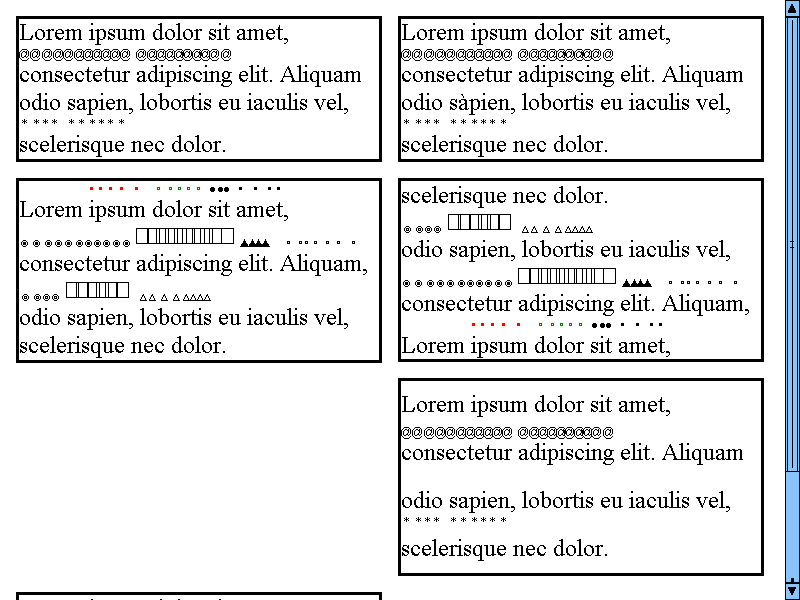 Lorem ipsum dolor sit amet,
@@@@@@@@@@@ @@@@@@@@@@
consectetur adipiscing elit. Aliquam
odio sapien, lobortis eu iaculis vel,
* * * * * * * * * *
scelerisque nec dolor.
Lorem ipsum dolor sit amet,
@@@@@@@@@@@ @@@@@@@@@@
consectetur adipiscing elit. Aliquam
odio sàpien, lobortis eu iaculis vel,
* * * * * * * * * *
scelerisque nec dolor.
Lorem ipsum dolor sit amet,
consectetur adipiscing elit. Aliquam,
odio sapien, lobortis eu iaculis vel,
scelerisque nec dolor.
scelerisque nec dolor.
odio sapien, lobortis eu iaculis vel,
consectetur adipiscing elit. Aliquam,
Lorem ipsum dolor sit amet,
Lorem ipsum dolor sit amet,
@@@@@@@@@@@ @@@@@@@@@@
consectetur adipiscing elit. Aliquam
odio sapien, lobortis eu iaculis vel,
* * * * * * * * * *
scelerisque nec dolor.